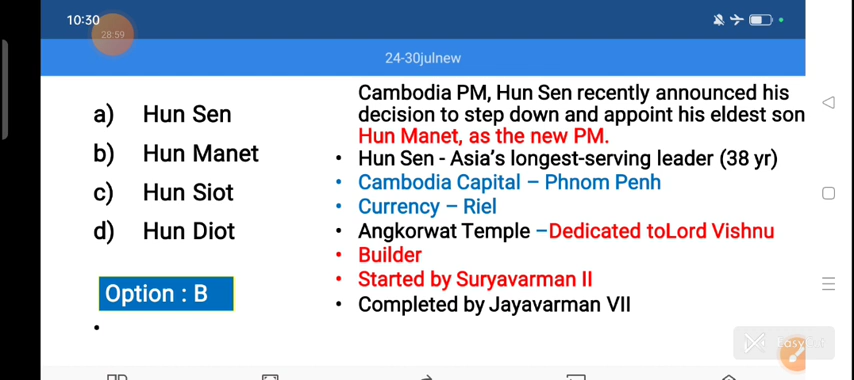 10:30
28:59
24-30julnew
a) Hun Sen
b) Hun Manet
c) Hun Siot
d) Hun Diot
Option : B
•
Cambodia PM, Hun Sen recently announced his
decision to step down and appoint his eldest son
Hun Manet, as the new PM.
• Hun Sen - Asia's longest-serving leader (38 yr)
• Cambodia Capital – Phnom Penh
• Currency – Riel
• Angkorwat Temple –Dedicated toLord Vishnu
• Builder
• Started by Suryavarman II
• Completed by Jayavarman VII